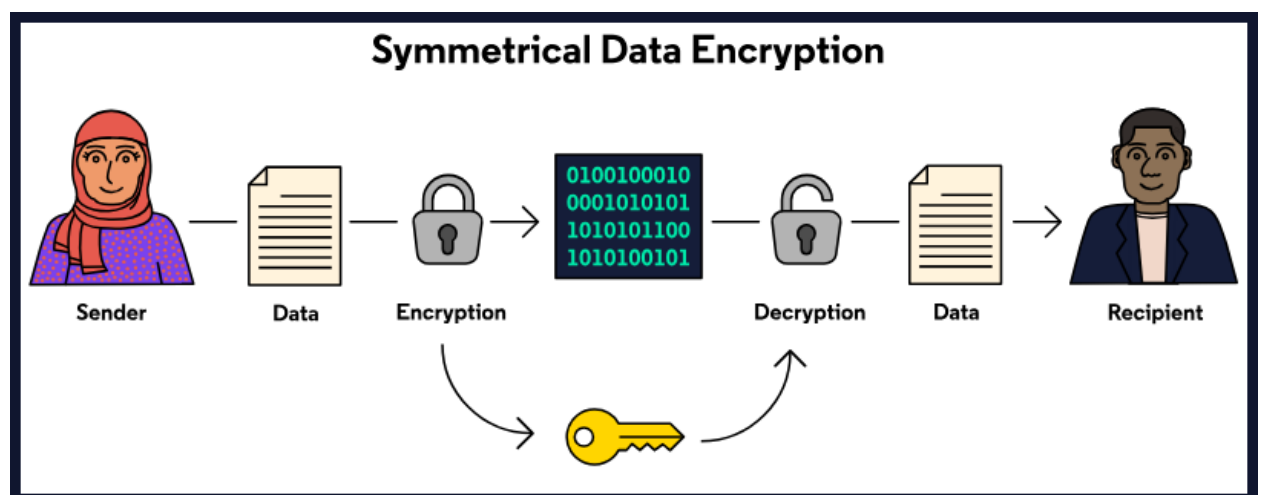 Symmetrical Data Encryption
0100100010
0001010101
1010101100
1010100101
Sender
Data
Encryption
Decryption
Data
Recipient